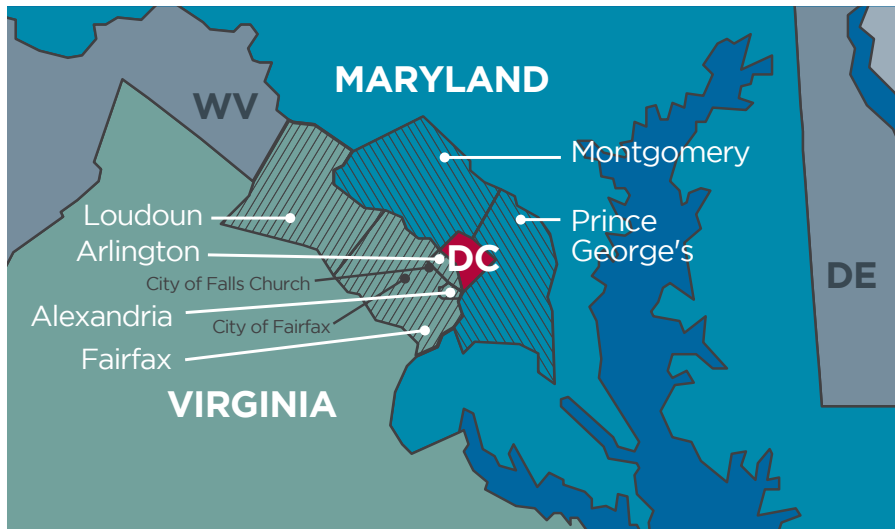 MARYLAND
WV
Montgomery
Loudoun
Prince
George's
Arlington
DC
DE
City of Falls Church
Alexandria
City of Fairfax
Fairfax
VIRGINIA